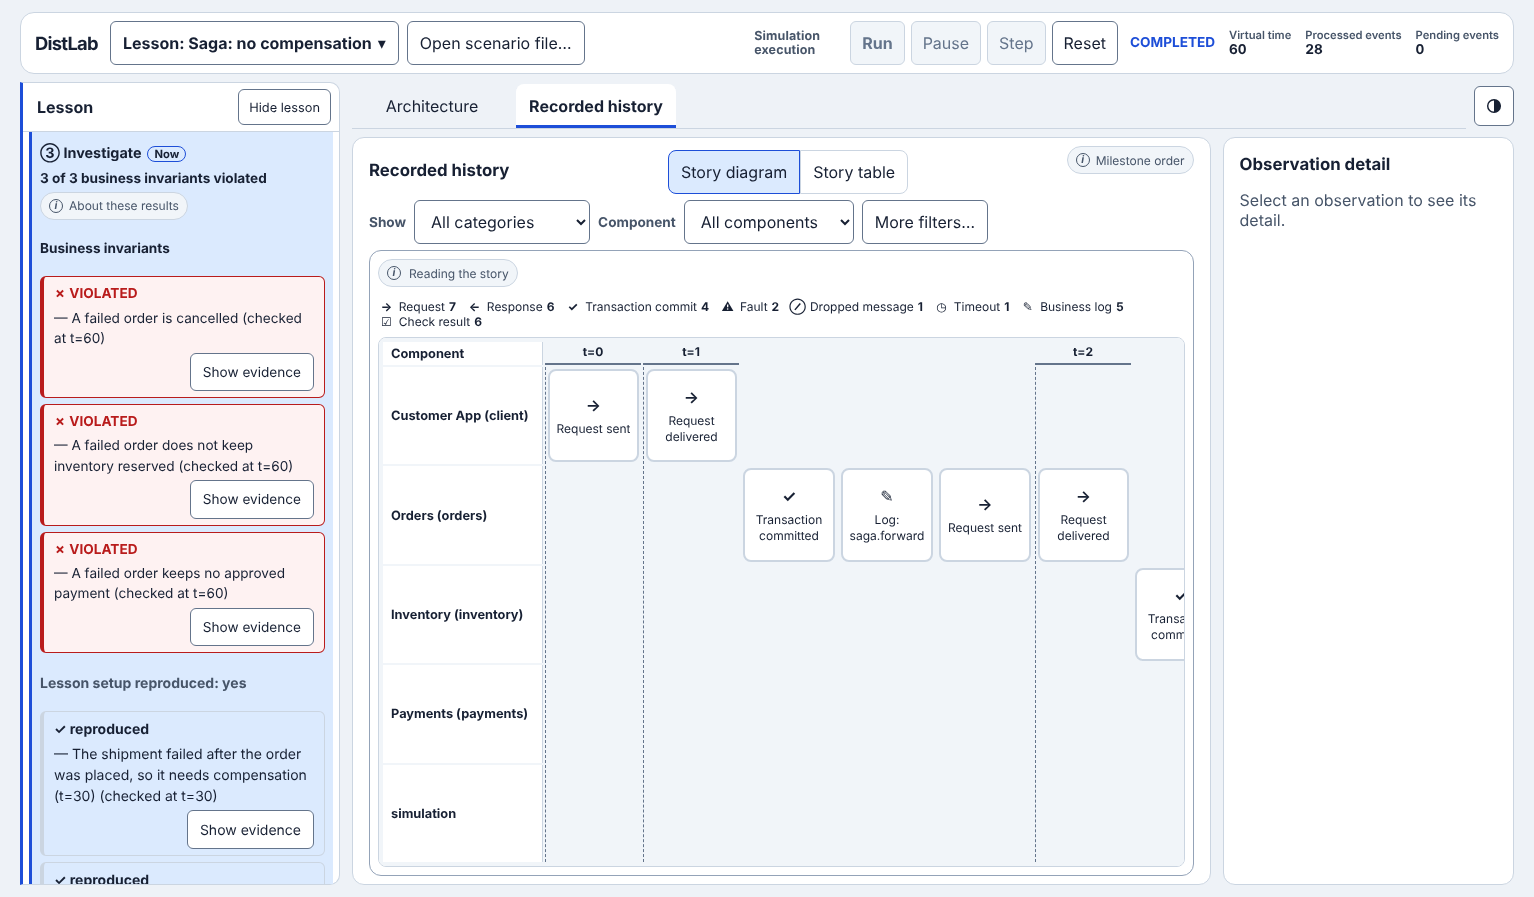 DistLab
Lesson: Saga: no compensation ▾
Open scenario file...
Simulation execution
Run
Pause
Step
Reset
COMPLETED
Virtual time
60
Processed events
28
Pending events
0
Lesson
Hide lesson
Architecture
Recorded history
③ Investigate Now
3 of 3 business invariants violated
About these results
Business invariants
× VIOLATED
— A failed order is cancelled (checked
at t=60)
Show evidence
× VIOLATED
— A failed order does not keep
inventory reserved (checked at t=60)
Show evidence
× VIOLATED
— A failed order keeps no approved
payment (checked at t=60)
Show evidence
Lesson setup reproduced: yes
✓ reproduced
— The shipment failed after the order
was placed, so it needs compensation
(t=30) (checked at t=30)
Show evidence
✓ reproduced
Recorded history
Story diagram
Story table
Milestone order
Show
All categories
Component
All components
More filters...
Reading the story
→ Request 7 ← Response 6 ✓ Transaction commit 4 ▲ Fault 2 Dropped message 1 Timeout 1 ✎ Business log 5
☑ Check result 6
Component
t=0
t=1
t=2
Customer App (client)
→
Request sent
→
Request
delivered
Orders (orders)
✓
Transaction
committed
✎
Log:
saga.forward
→
Request sent
→
Request
delivered
Inventory (inventory)
✓
Transa
comm
Payments (payments)
simulation
Observation detail
Select an observation to see its
detail.